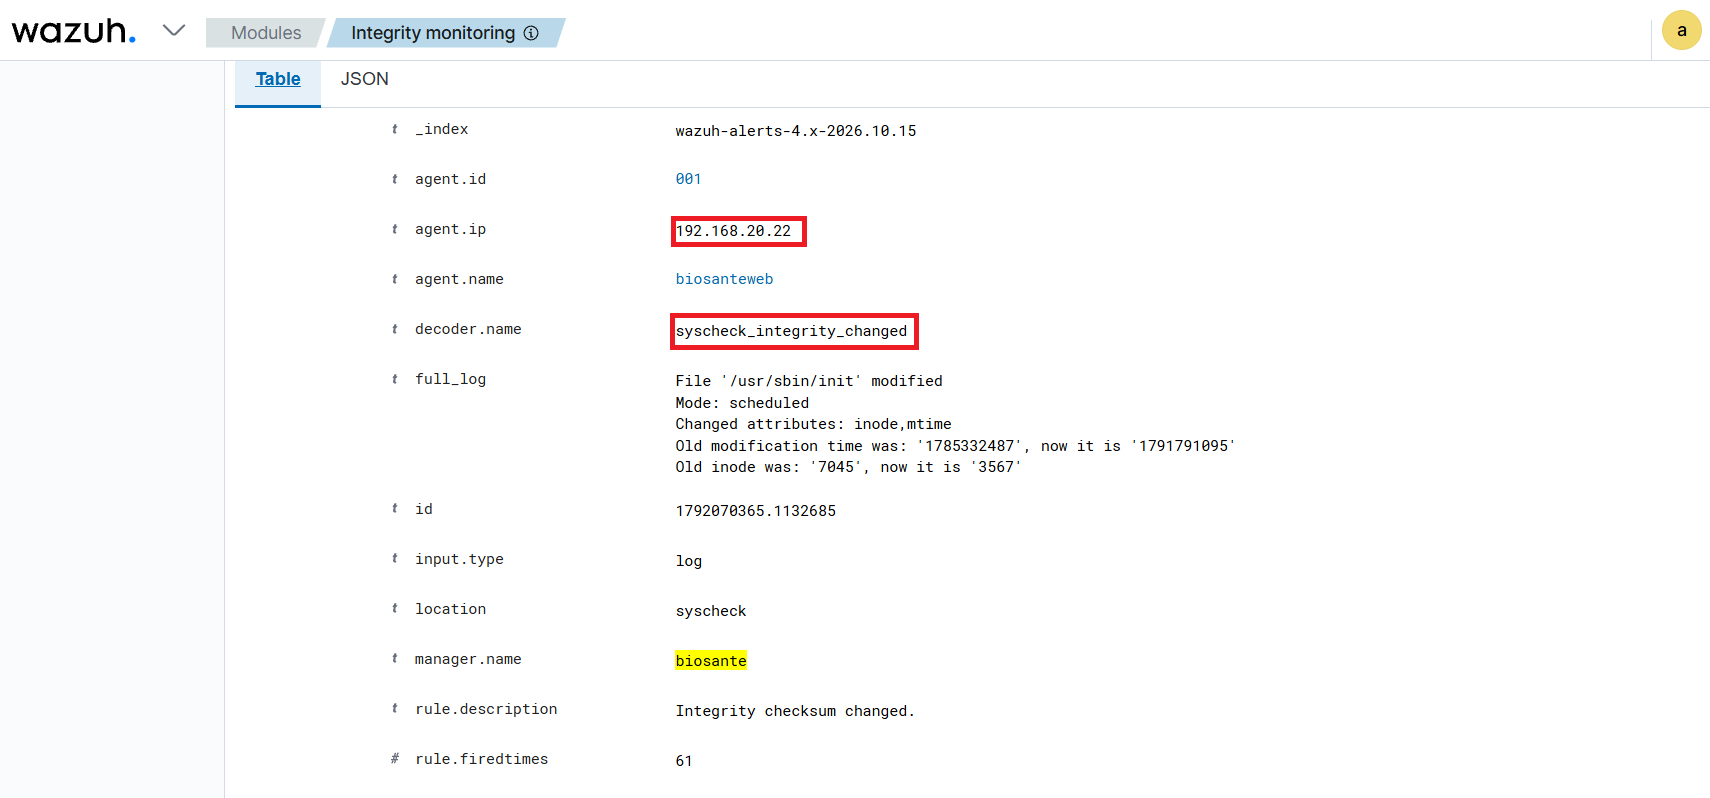 wazuh.
Modules
Integrity monitoring
a
Table
JSON
t _index wazuh-alerts-4.x-2026.10.15
t agent.id 001
t agent.ip 192.168.20.22
t agent.name biosanteweb
t decoder.name syscheck_integrity_changed
t full_log File '/usr/sbin/init' modified
Mode: scheduled
Changed attributes: inode,mtime
Old modification time was: '1785332487', now it is '1791791095'
Old inode was: '7045', now it is '3567'
t id 1792070365.1132685
t input.type log
t location syscheck
t manager.name biosante
t rule.description Integrity checksum changed.
# rule.firedtimes 61